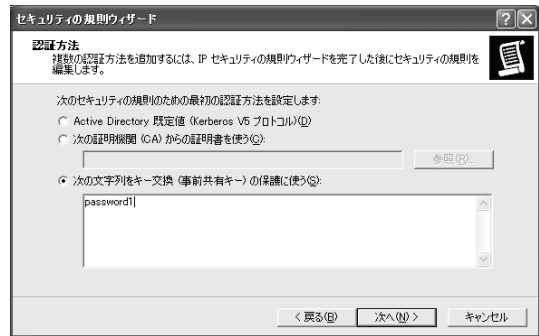 セキュリティの規則ウィザード
認証方法
複数の認証方法を追加するには、IP セキュリティの規則ウィザードを完了した後にセキュリティの規則を
編集します。
次のセキュリティの規則のための最初の認証方法を設定します:
Active Directory 既定値 (Kerberos V5 プロトコル)(D)
次の証明機関 (CA) からの証明書を使う(C):
参照(R)...
次の文字列をキー交換 (事前共有キー) の保護に使う(S):
password1
< 戻る(B)
次へ(N) >
キャンセル